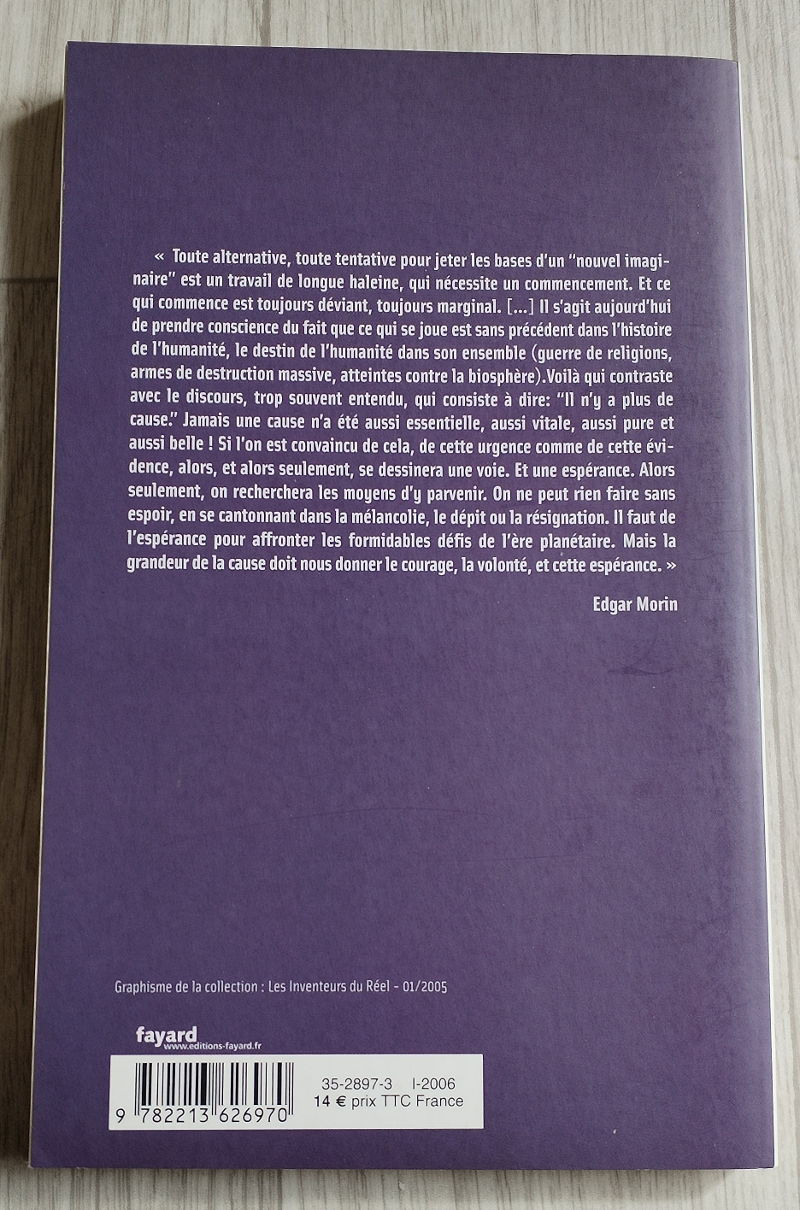 « Toute alternative, toute tentative pour jeter les bases d'un “nouvel imagi-
naire” est un travail de longue haleine, qui nécessite un commencement. Et ce
qui commence est toujours déviant, toujours marginal. [...] Il s'agit aujourd'hui
de prendre conscience du fait que ce qui se joue est sans précédent dans l'histoire
de l'humanité, le destin de l'humanité dans son ensemble (guerre de religions,
armes de destruction massive, atteintes contre la biosphère).Voilà qui contraste
avec le discours, trop souvent entendu, qui consiste à dire: “Il n'y a plus de
cause.” Jamais une cause n'a été aussi essentielle, aussi vitale, aussi pure et
aussi belle ! Si l'on est convaincu de cela, de cette urgence comme de cette évi-
dence, alors, et alors seulement, se dessinera une voie. Et une espérance. Alors
seulement, on recherchera les moyens d'y parvenir. On ne peut rien faire sans
espoir, en se cantonnant dans la mélancolie, le dépit ou la résignation. Il faut de
l'espérance pour affronter les formidables défis de l'ère planétaire. Mais la
grandeur de la cause doit nous donner le courage, la volonté, et cette espérance. »
Edgar Morin
Graphisme de la collection : Les Inventeurs du Réel - 01/2005
fayard
www.editions-fayard.fr
35-2897-3 I-2006
14 € prix TTC France
9 782213 626970